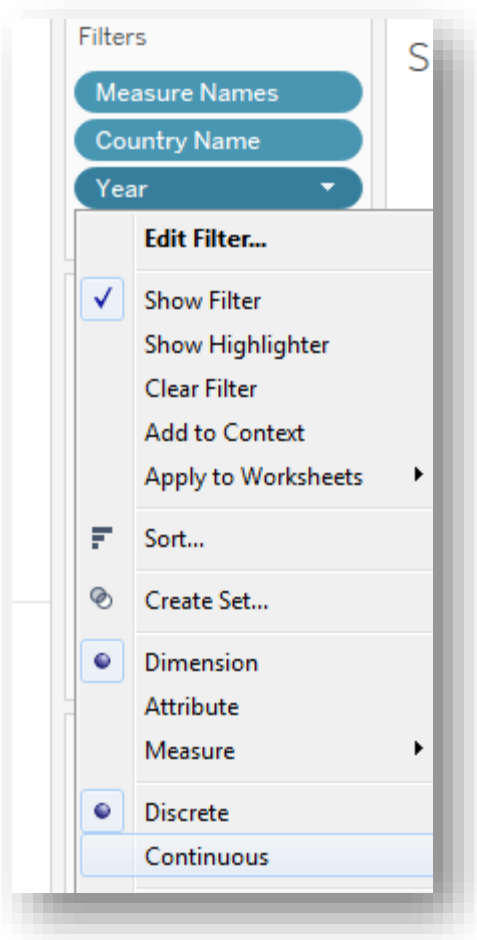 Filters
S
Measure Names
Country Name
Year
Edit Filter...
Show Filter
Show Highlighter
Clear Filter
Add to Context
Apply to Worksheets
Sort...
Create Set...
Dimension
Attribute
Measure
Discrete
Continuous